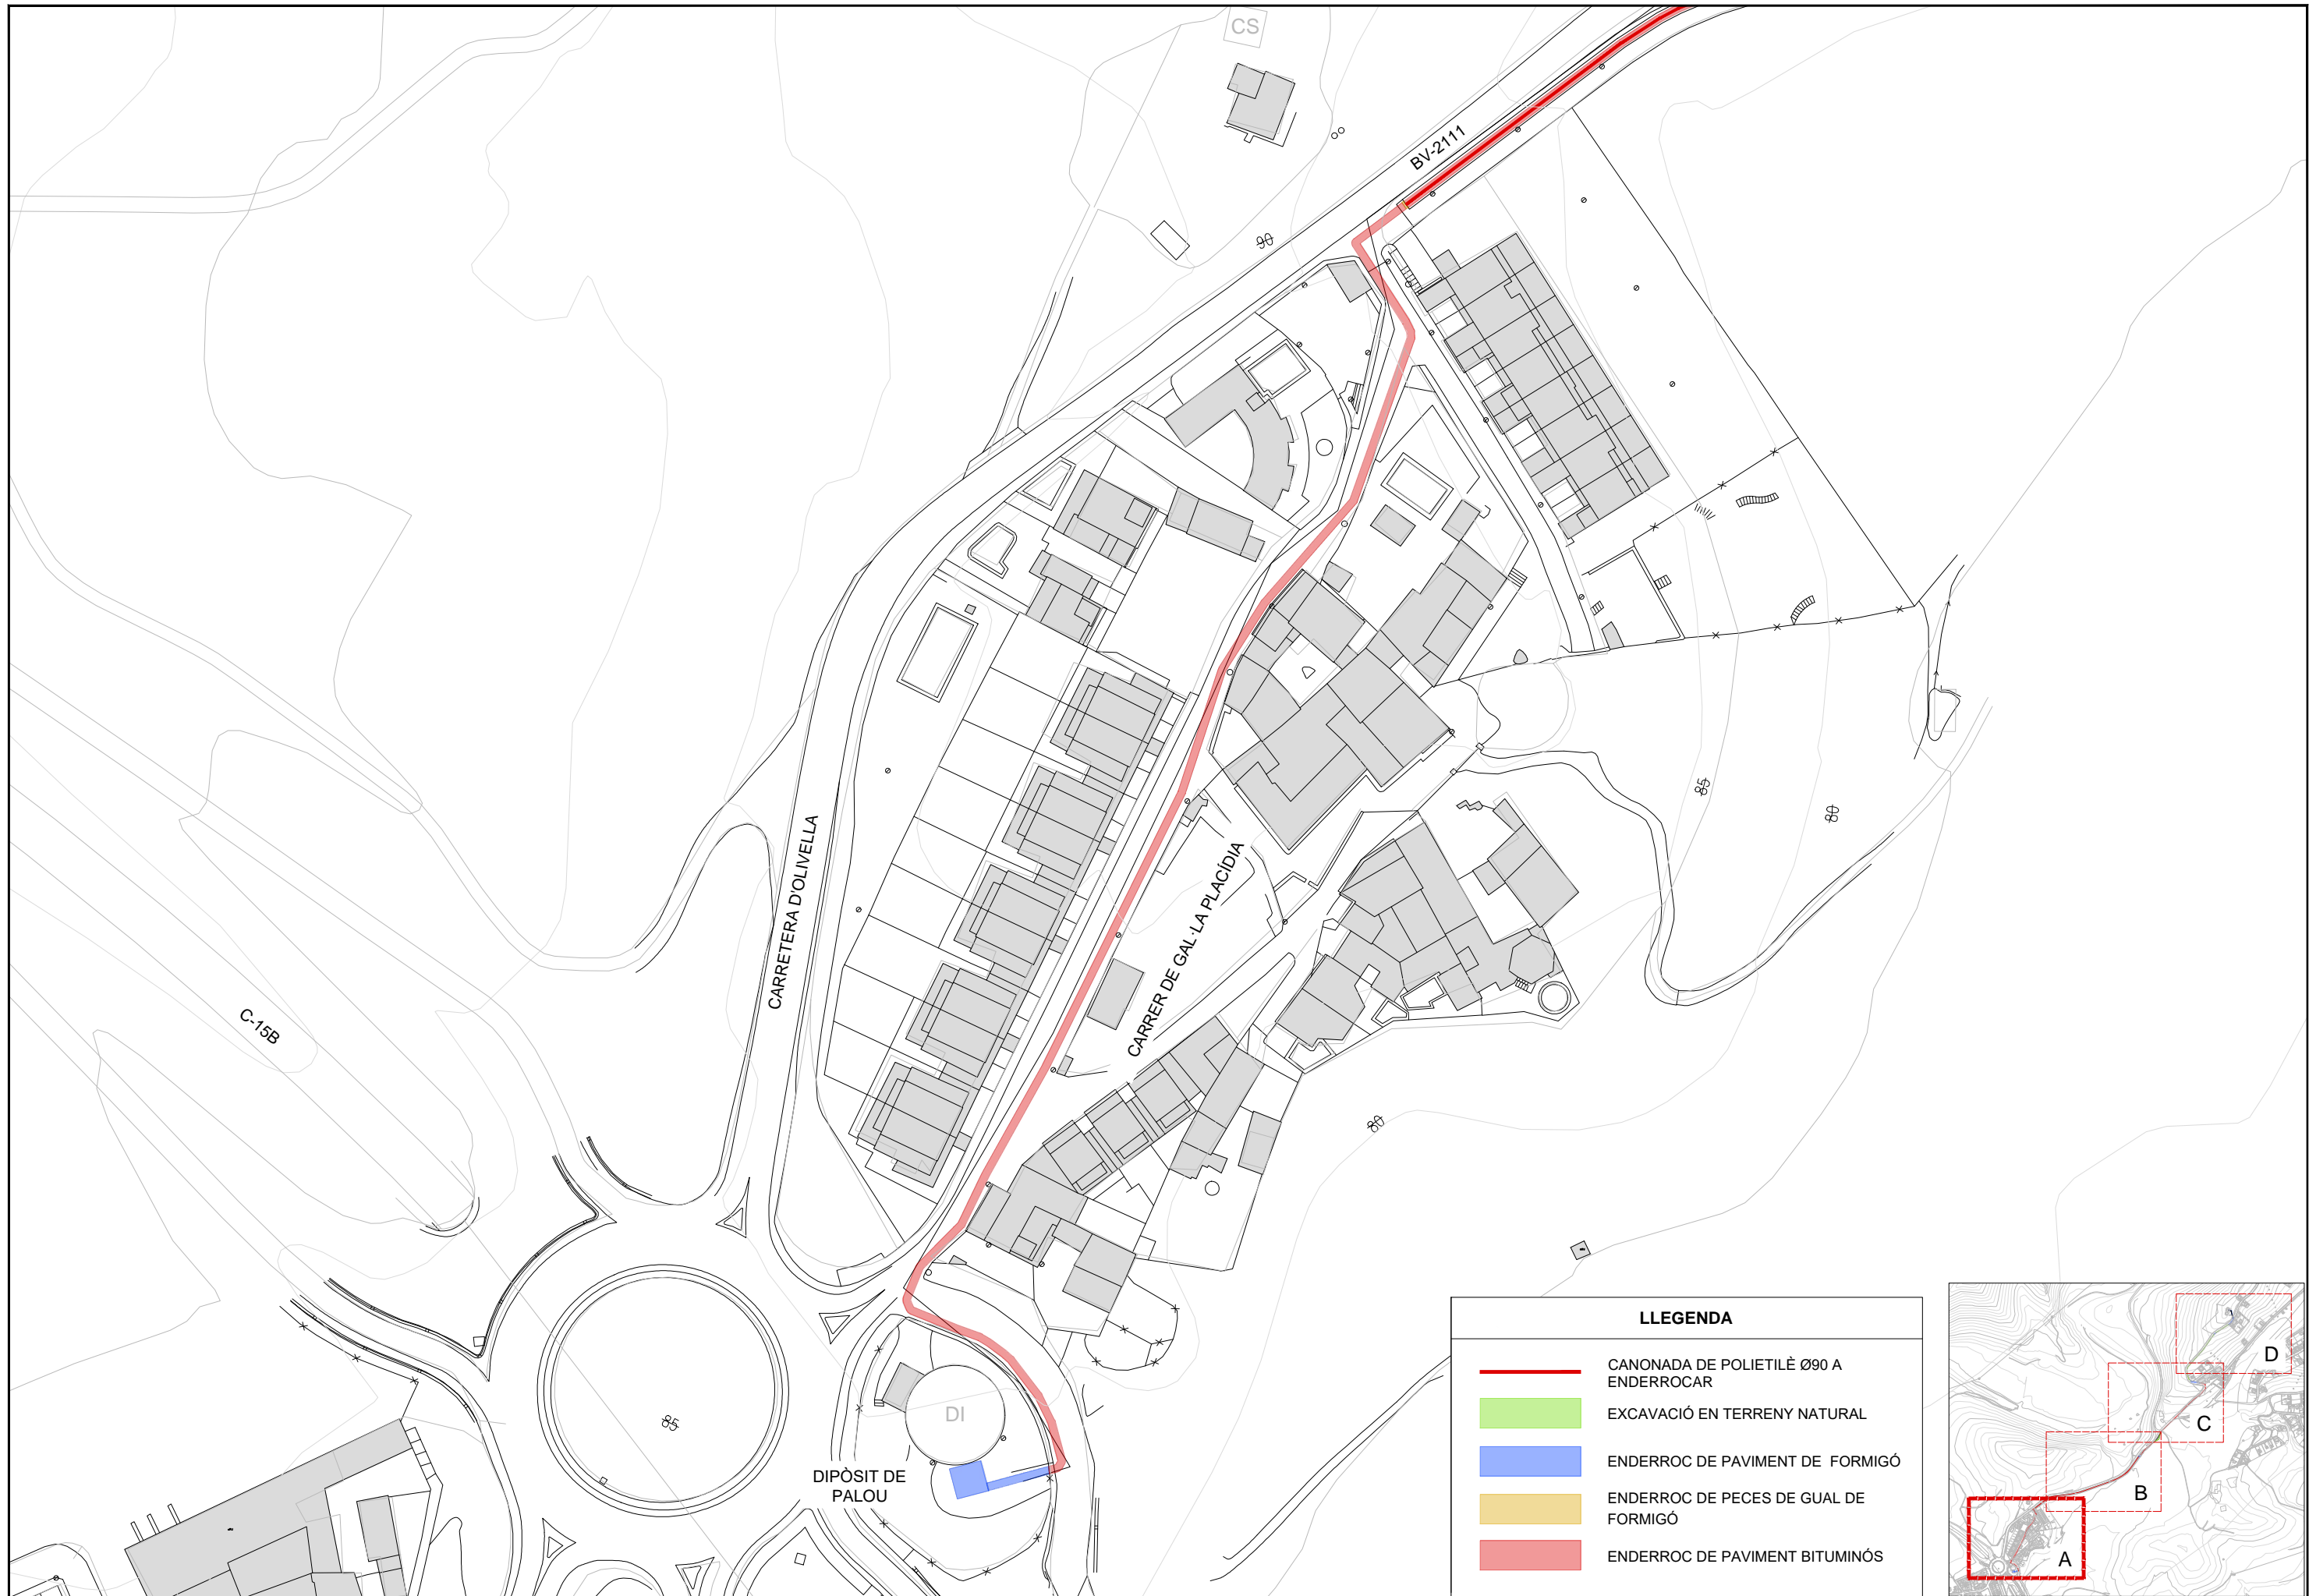 CS
BV-2111
90
85
80
CARRETERA D'OLIVELLA
CARRER DE GAL·LA PLACÍDIA
C-15B
80
85
DI
DIPÒSIT DE
PALOU
LLEGENDA
CANONADA DE POLIETILÈ Ø90 A
ENDERROCAR
EXCAVACIÓ EN TERRENY NATURAL
ENDERROC DE PAVIMENT DE FORMIGÓ
ENDERROC DE PECES DE GUAL DE
FORMIGÓ
ENDERROC DE PAVIMENT BITUMINÓS
D
C
B
A